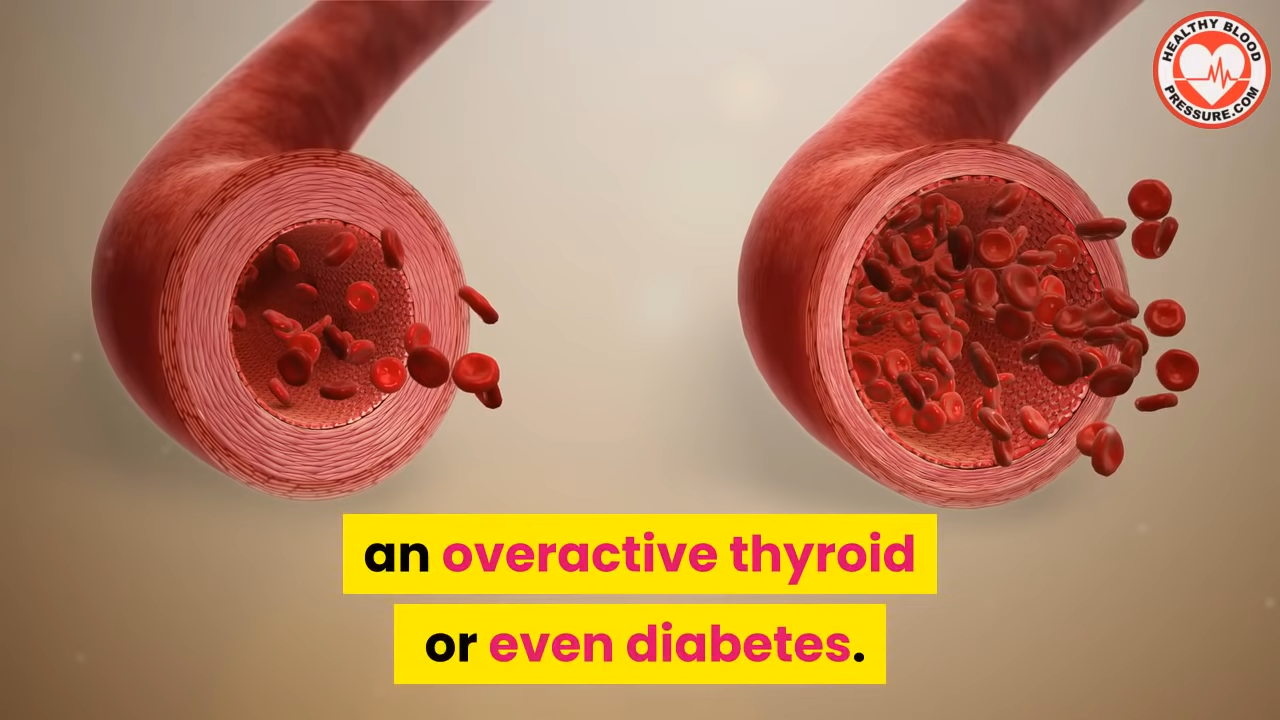 HEALTHY BLOOD
PRESSURE.COM
an overactive thyroid
or even diabetes.